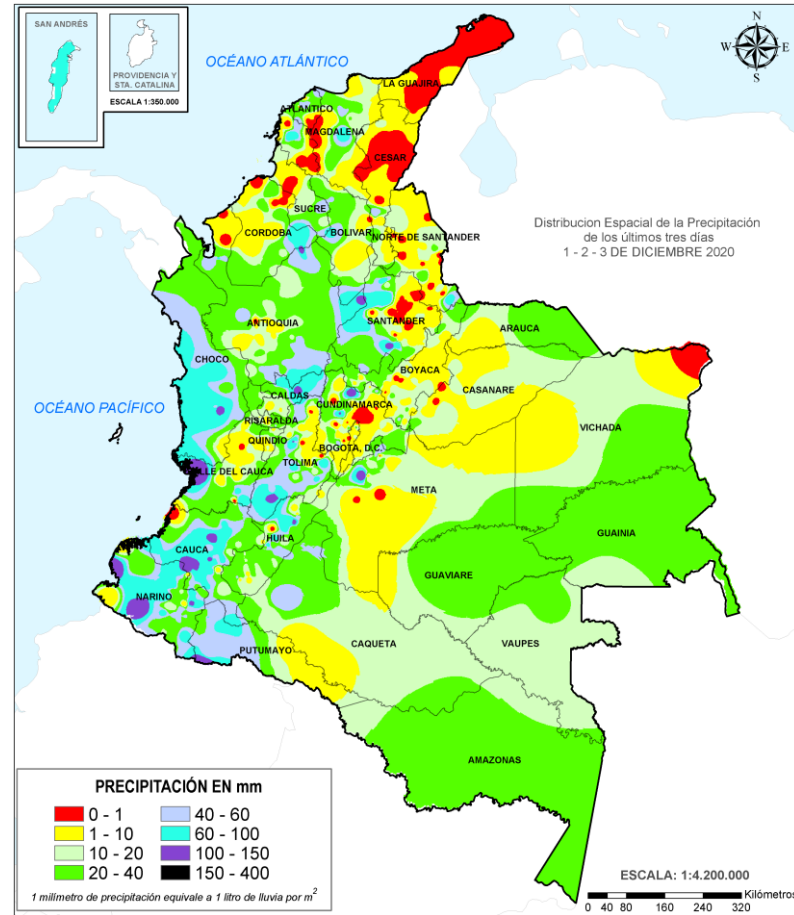 SAN ANDRÉS
PROVIDENCIA Y
STA. CATALINA
ESCALA 1:350.000
OCÉANO ATLÁNTICO
N
W
E
S
LA GUAJIRA
ATLANTICO
MAGDALENA
CESAR
SUCRE
CORDOBA
BOLIVAR
NORTE DE SANTANDER
Distribucion Espacial de la Precipitación
de los últimos tres días
1 - 2 - 3 DE DICIEMBRE 2020
ANTIOQUIA
SANTANDER
ARAUCA
CHOCO
BOYACA
CASANARE
CALDAS
CUNDINAMARCA
OCÉANO PACÍFICO
RISARALDA
VICHADA
QUINDIO
BOGOTA, D.C.
TOLIMA
LLE DEL CAUCA
META
GUAINIA
HUILA
CAUCA
GUAVIARE
NARINO
PUTUMAYO
CAQUETA
VAUPES
AMAZONAS
PRECIPITACIÓN EN mm
0 - 1
40 - 60
1 - 10
60 - 100
10 - 20
100 - 150
20 - 40
150 - 400
1 milímetro de precipitación equivale a 1 litro de lluvia por m²
ESCALA: 1:4.200.000
Kilómetros
0 40 80 160 240 320